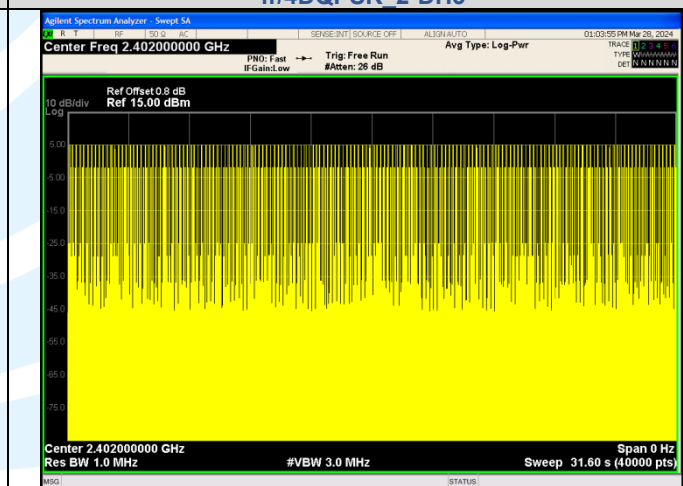 Agilent Spectrum Analyzer - Swept SA
R T RF 50 Ω AC SENSE:INT SOURCE OFF ALIGN AUTO 01:03:55 PM Mar 28, 2024
Center Freq 2.402000000 GHz Avg Type: Log-Pwr TRACE 1 2 3 4 5 6
PNO: Fast Trig: Free Run TYPE
IFGain:Low #Atten: 26 dB DET N N N N N N
Ref Offset 0.8 dB
10 dB/div Ref 15.00 dBm
Log
5.00
-5.00
-15.0
-25.0
-35.0
-45.0
-55.0
-65.0
-75.0
Center 2.402000000 GHz Span 0 Hz
Res BW 1.0 MHz #VBW 3.0 MHz Sweep 31.60 s (40000 pts)
MSG STATUS